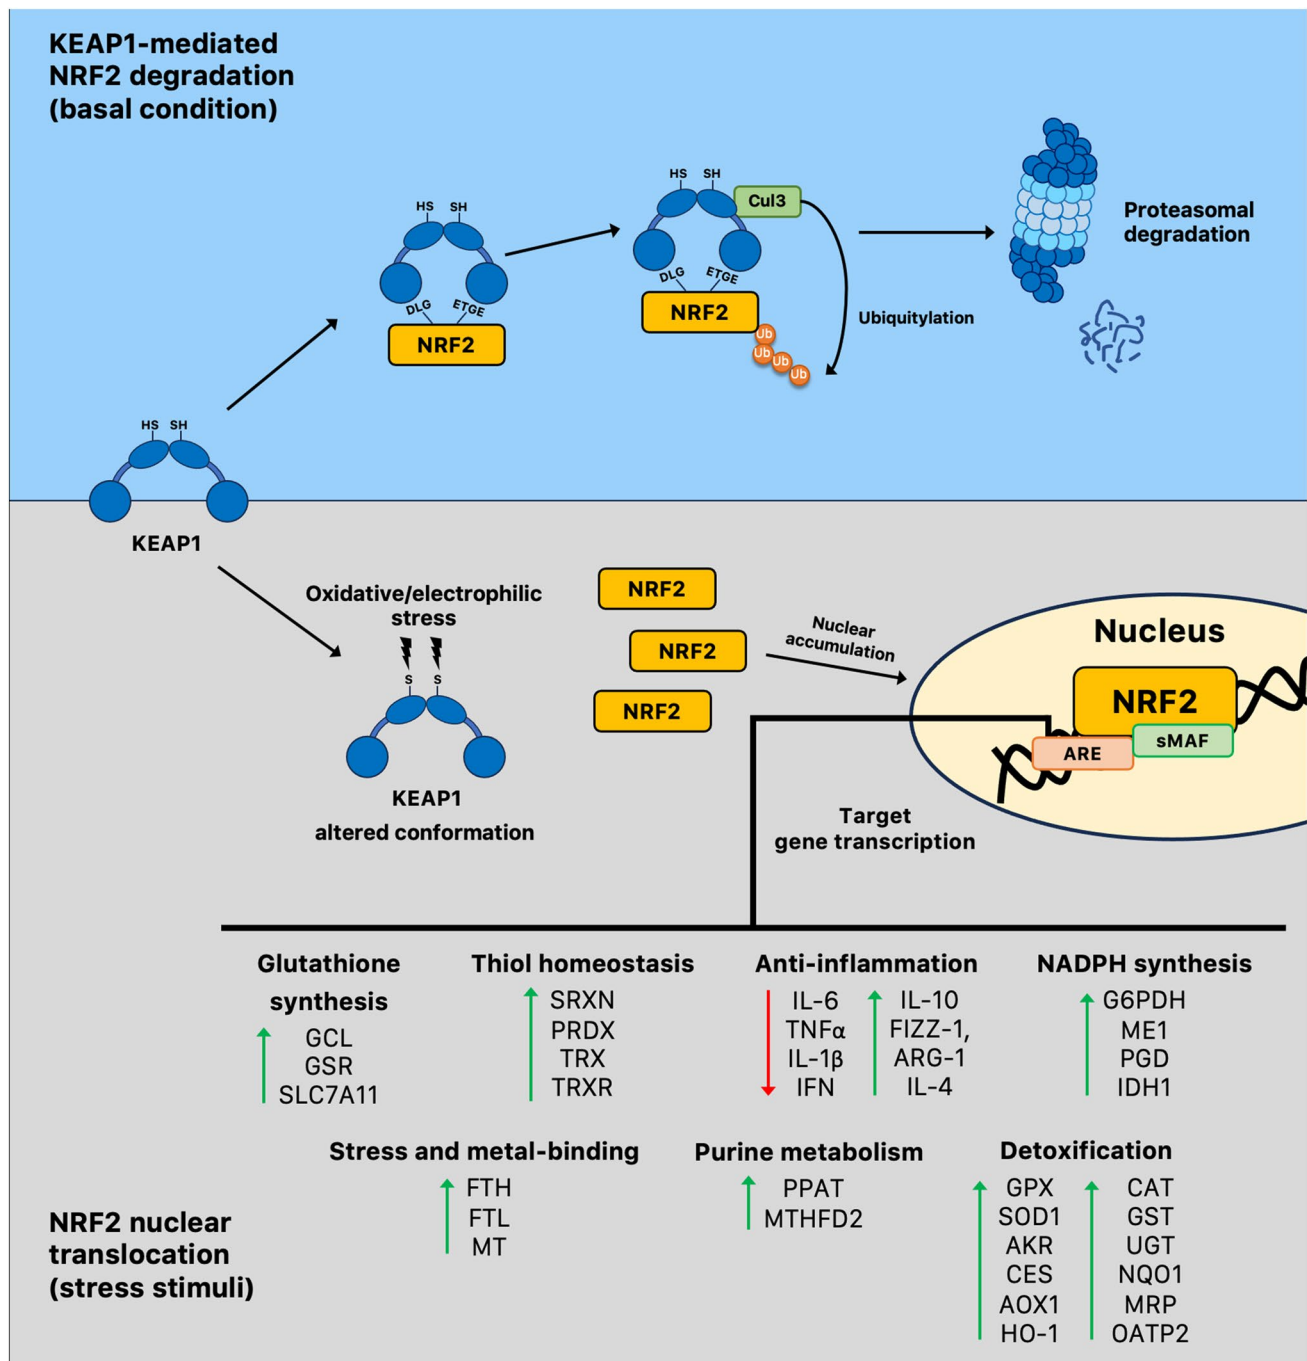 KEAP1-mediated
NRF2 degradation
(basal condition)
HS SH
DLG ETGE
NRF2
HS SH
Cul3
DLG ETGE
NRF2
Ub
Ub
Ub
Ub
Ubiquitylation
Proteasomal
degradation
HS SH
KEAP1
Oxidative/electrophilic
stress
S S
KEAP1
altered conformation
NRF2
NRF2
NRF2
Nuclear
accumulation
Nucleus
NRF2
sMAF
ARE
Target
gene transcription
Glutathione
synthesis
GCL
GSR
SLC7A11
Thiol homeostasis
SRXN
PRDX
TRX
TRXR
Anti-inflammation
IL-6
TNFα
IL-1β
IFN
IL-10
FIZZ-1,
ARG-1
IL-4
NADPH synthesis
G6PDH
ME1
PGD
IDH1
Stress and metal-binding
FTH
FTL
MT
Purine metabolism
PPAT
MTHFD2
Detoxification
GPX
SOD1
AKR
CES
AOX1
HO-1
CAT
GST
UGT
NQO1
MRP
OATP2
NRF2 nuclear
translocation
(stress stimuli)